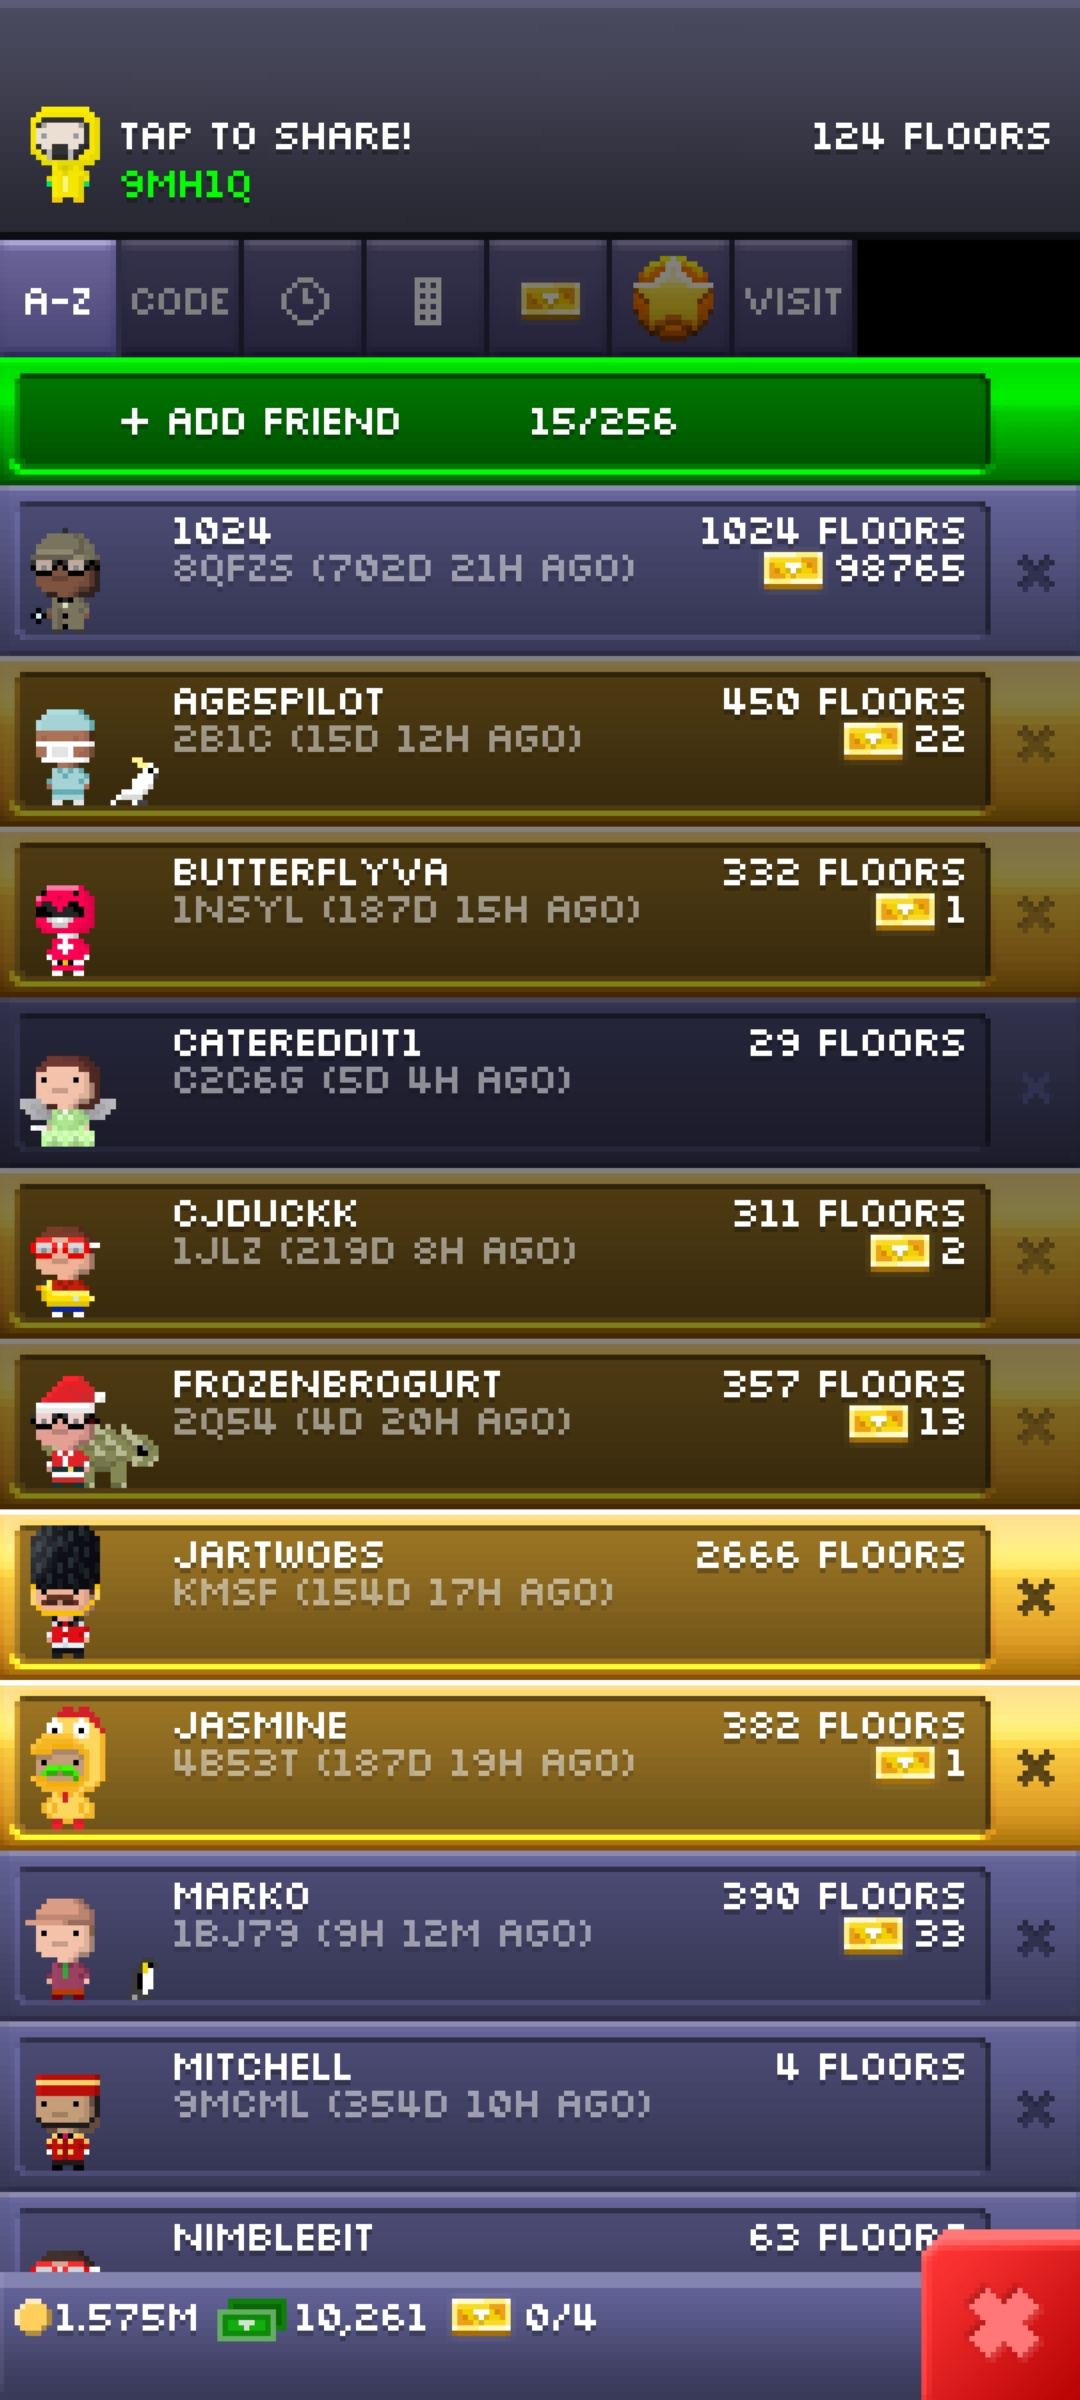 TAP TO SHARE! 124 FLOORS
9MH1Q
A-Z CODE VISIT
+ ADD FRIEND 15/256
1024 1024 FLOORS
8QFZS (702D 21H AGO) 98765
AGB5PILOT 450 FLOORS
2B1C (15D 12H AGO) 22
BUTTERFLYVA 332 FLOORS
1NSYL (187D 15H AGO) 1
CATEREDDIT1 29 FLOORS
C2C6G (5D 4H AGO)
CJDUCKK 311 FLOORS
1JLZ (219D 8H AGO) 2
FROZENBROGURT 357 FLOORS
2Q54 (4D 20H AGO) 13
JARTWOBS 2666 FLOORS
KMSF (154D 17H AGO)
JASMINE 382 FLOORS
4B53T (187D 19H AGO) 1
MARKO 390 FLOORS
1BJ79 (9H 12M AGO) 33
MITCHELL 4 FLOORS
9MCML (354D 10H AGO)
NIMBLEBIT 63 FLOORS
1.575M 10,261 0/4